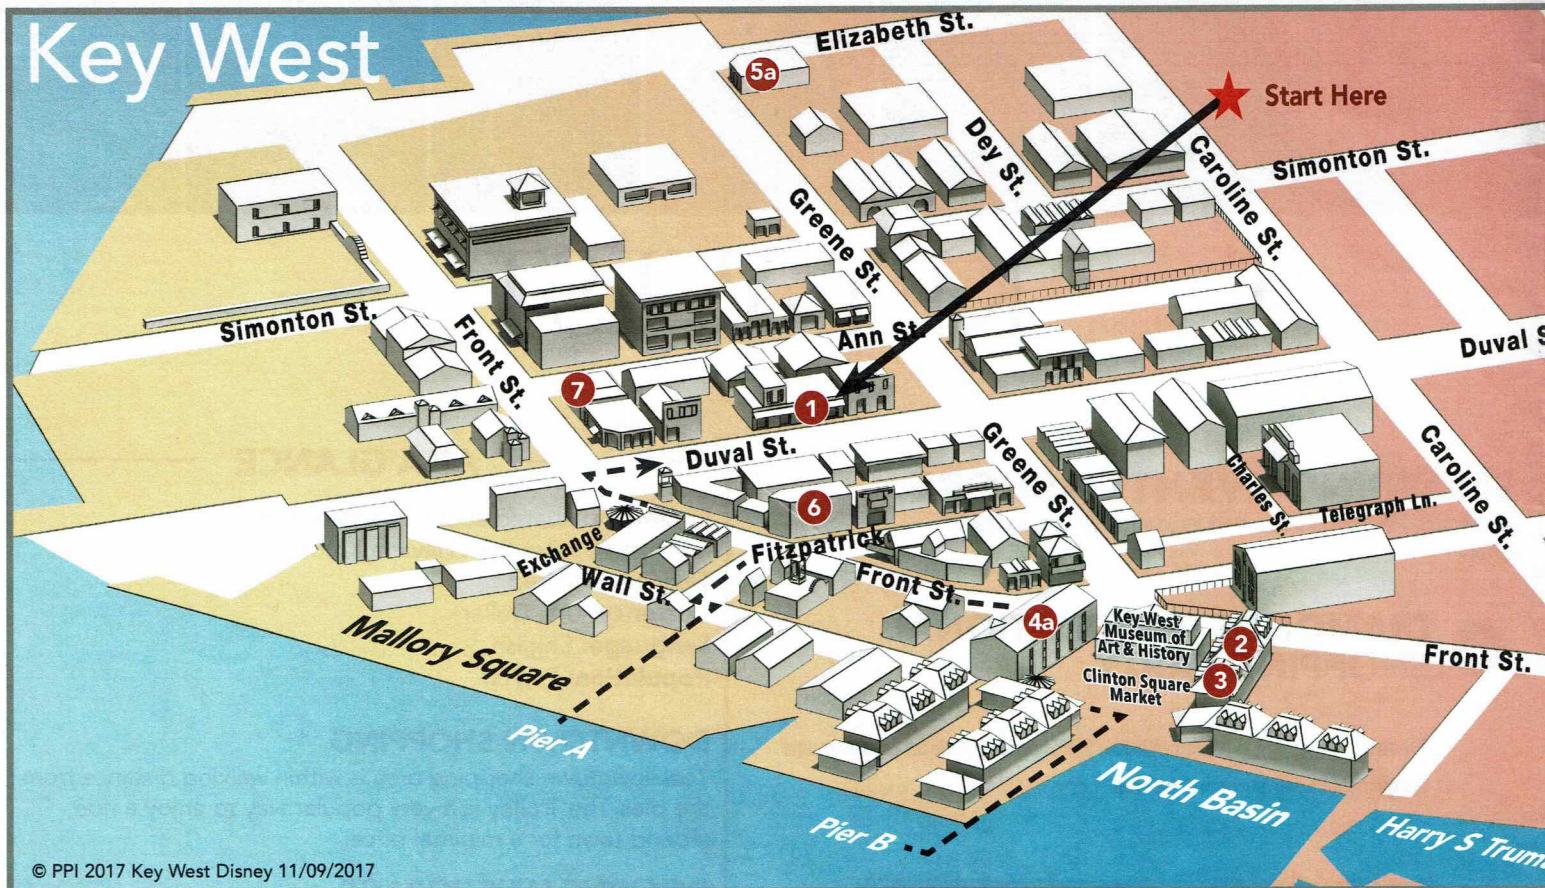 Key West
Elizabeth St.
5a
Start Here
Dey St.
Simonton St.
Caroline St.
Greene St.
Simonton St.
Front St.
Ann St.
Duval S
7
1
Duval St.
Greene St.
Caroline St.
Charles St.
Telegraph Ln.
6
Exchange
Fitzpatrick
Wall St.
Front St.
4a
Key West
Museum of
Art & History
2
Mallory Square
Clinton Square
Market
3
Front St.
Pier A
North Basin
Pier B
Harry S Trum
© PPI 2017 Key West Disney 11/09/2017